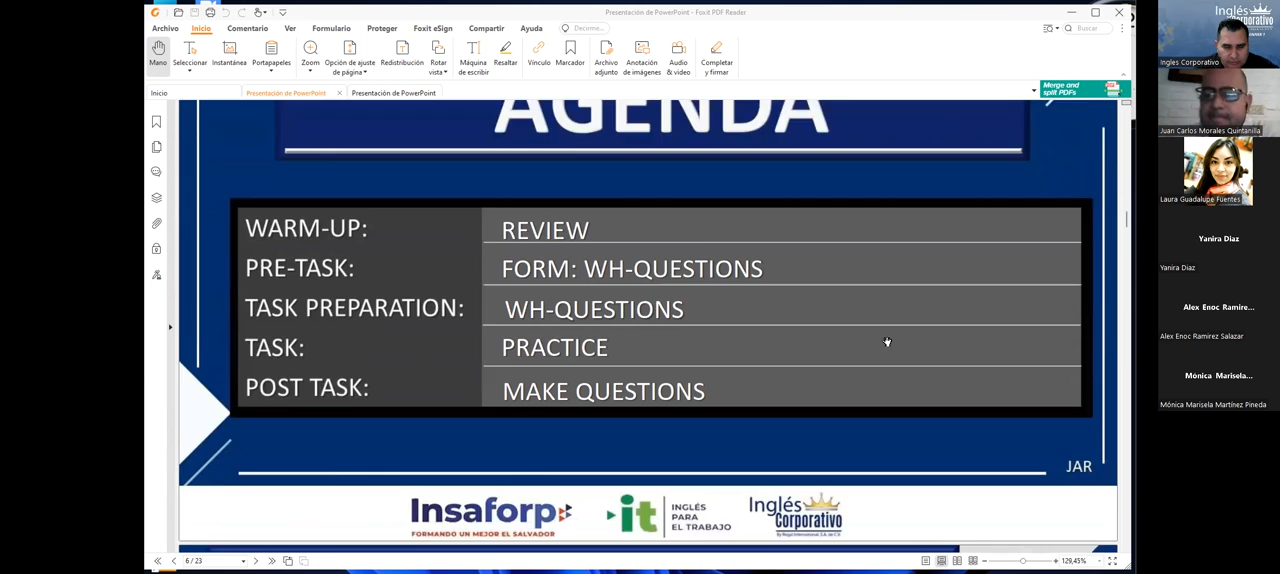 Presentación de PowerPoint - Foxit PDF Reader
Archivo Inicio Comentario Ver Formulario Proteger Foxit eSign Compartir Ayuda Decirme... Buscar
Mano Seleccionar Instantánea Portapapeles Zoom Opción de ajuste de página Redistribución Rotar vista Máquina de escribir Resaltar Vínculo Marcador Archivo adjunto Anotación de imágenes Audio & vídeo Completar y firmar
Inicio Presentación de PowerPoint Presentación de PowerPoint Merge and split PDFs
AGENDA
WARM-UP: REVIEW
PRE-TASK: FORM: WH-QUESTIONS
TASK PREPARATION: WH-QUESTIONS
TASK: PRACTICE
POST TASK: MAKE QUESTIONS
JAR
Insaforp
FORMANDO UN MEJOR EL SALVADOR
it INGLÉS PARA EL TRABAJO
Inglés Corporativo
6 / 23
129,45%
Inglés Corporativo
Ingles Corporativo
Juan Carlos Morales Quintanilla
Laura Guadalupe Fuentes
Yanira Diaz
Yanira Diaz
Alex Enoc Ramire...
Alex Enoc Ramirez Salazar
Mónica Marisela...
Mónica Marisela Martínez Pineda